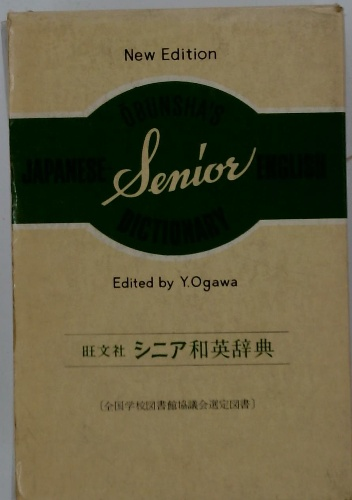 New Edition
OBUNSHA'S
JAPANESE Senior ENGLISH
DICTIONARY
Edited by Y.Ogawa
旺文社 シニア和英辞典
〔全国学校図書館協議会選定図書〕